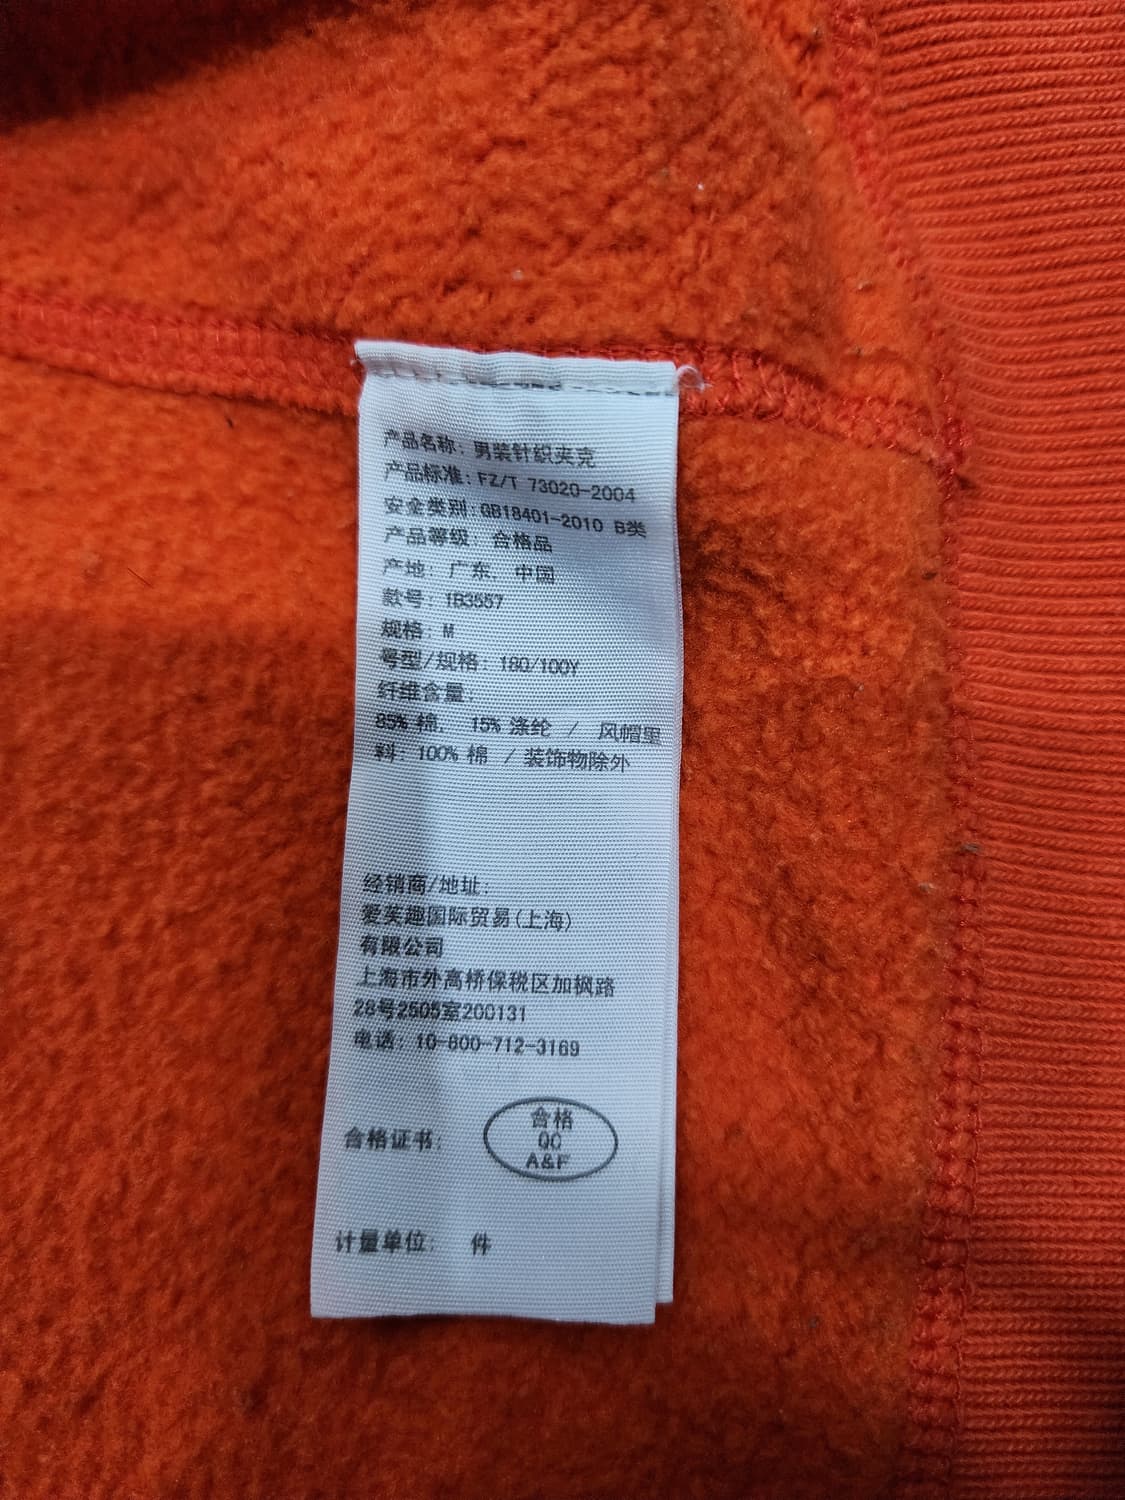 产品名称: 男装针织夹克
产品标准: FZ/T 73020-2004
安全类别: GB18401-2010 B类
产品等级: 合格品
产地: 广东, 中国
款号: 1B3557
规格: M
号型/规格: 180/100Y
纤维含量:
85% 棉, 15% 涤纶 / 风帽里
料: 100% 棉 / 装饰物除外
经销商/地址:
爱芙趣国际贸易(上海)
有限公司
上海市外高桥保税区加枫路
28号2505室200131
电话: 10-800-712-3169
合格证书:
合格
QC
A&F
计量单位: 件